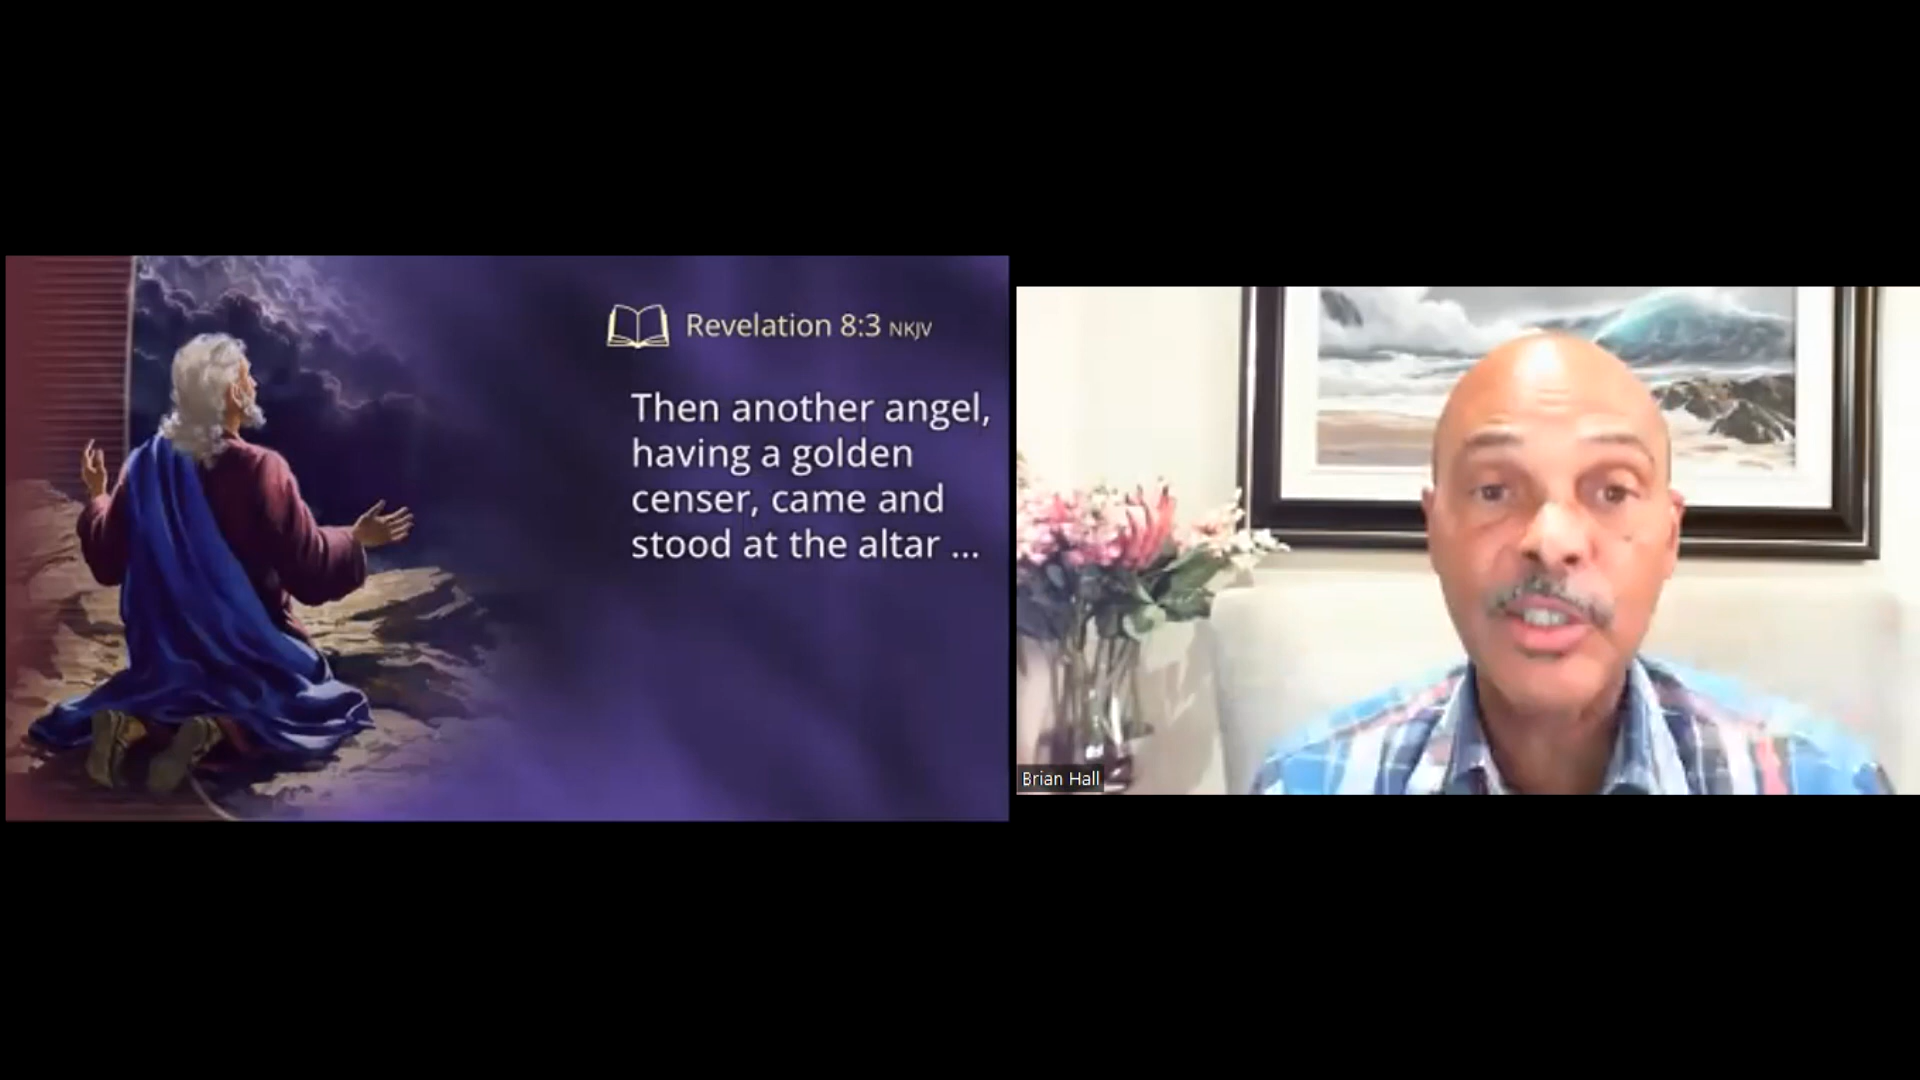 Revelation 8:3 NKJV
Then another angel,
having a golden
censer, came and
stood at the altar ...
Brian Hall